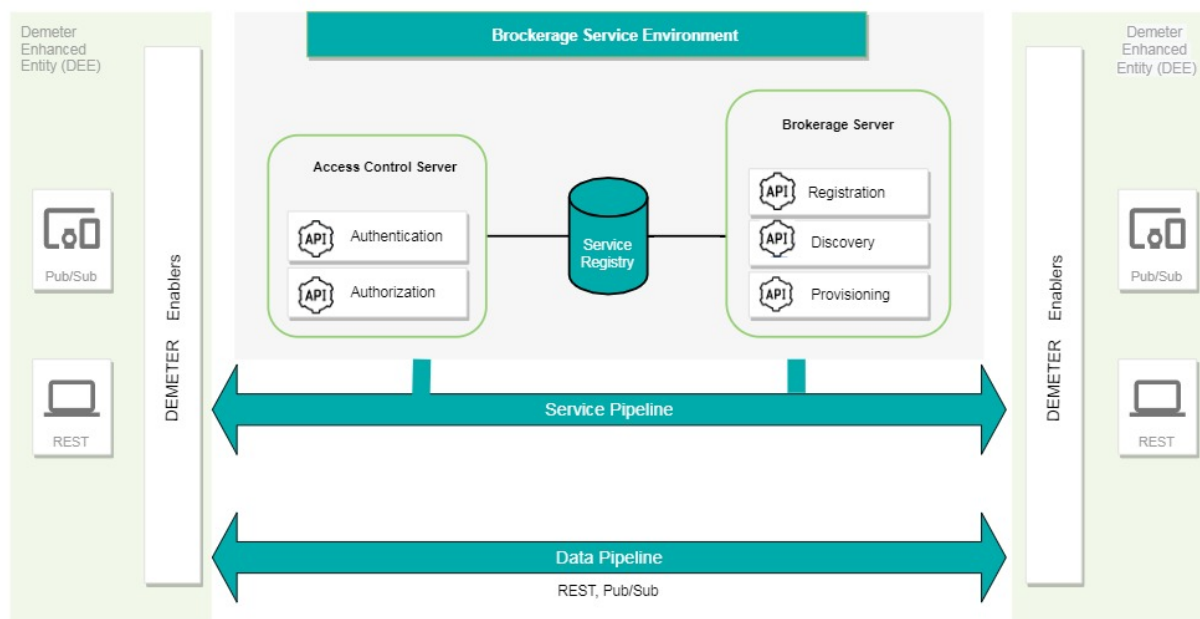 Demeter
Enhanced
Entity (DEE)
Pub/Sub
REST
DEMETER Enablers
Brockerage Service Environment
Access Control Server
API Authentication
API Authorization
Service
Registry
Brokerage Server
API Registration
API Discovery
API Provisioning
Service Pipeline
Data Pipeline
REST, Pub/Sub
DEMETER Enablers
Demeter
Enhanced
Entity (DEE)
Pub/Sub
REST